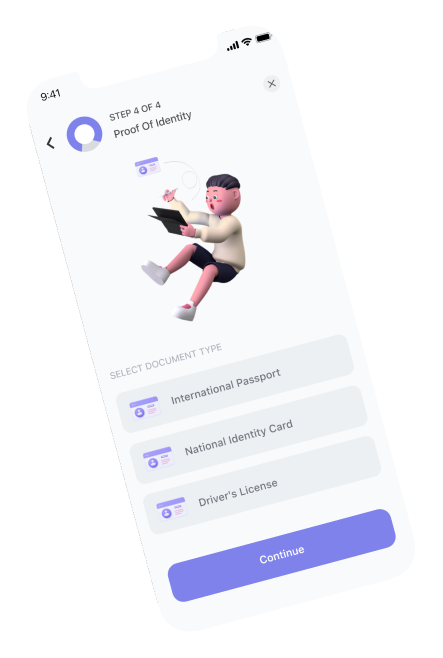 9:41
STEP 4 OF 4
Proof Of Identity
SELECT DOCUMENT TYPE
International Passport
National Identity Card
Driver's License
Continue